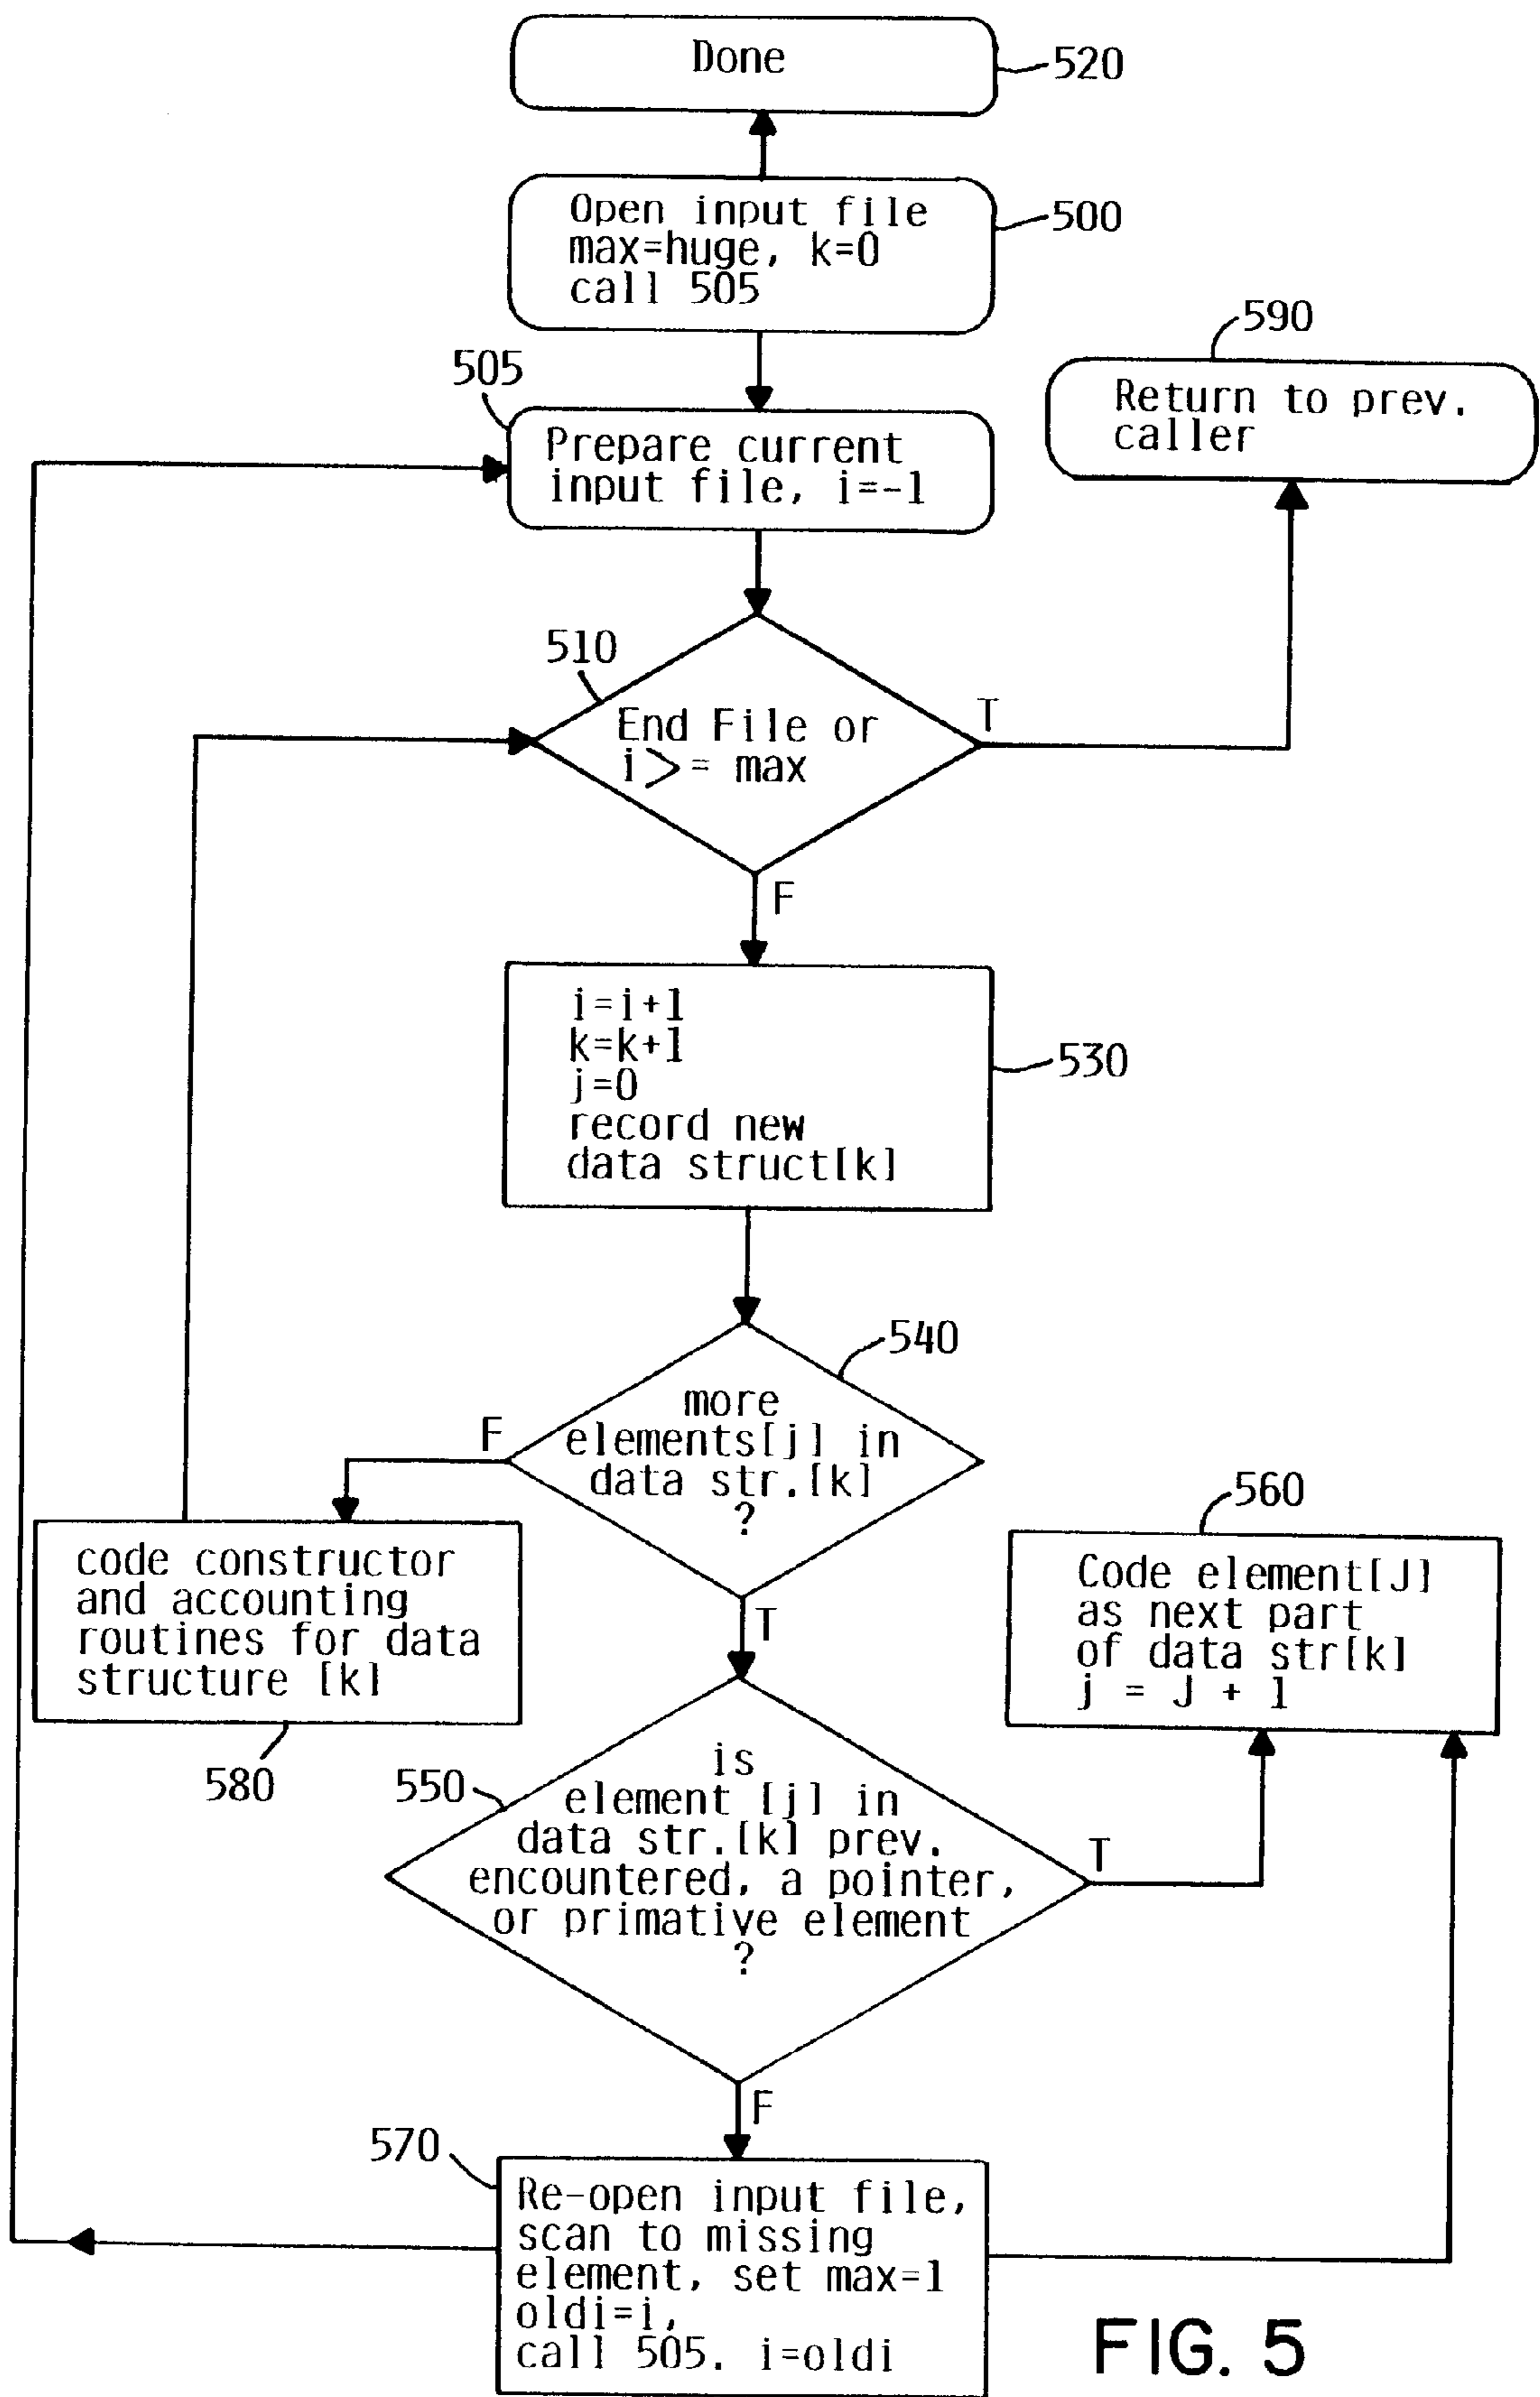 Done
520
Open input file
max=huge, k=0
call 505
500
590
Return to prev.
caller
505
Prepare current
input file, i=-1
510
End File or
i >= max
T
F
i=i+1
k=k+1
j=0
record new
data struct[k]
530
540
more
elements[j] in
data str.[k]
?
F
T
code constructor
and accounting
routines for data
structure [k]
580
560
Code element[J]
as next part
of data str[k]
j = J + 1
550
is
element [j] in
data str.[k] prev.
encountered, a pointer,
or primative element
?
T
F
570
Re-open input file,
scan to missing
element, set max=1
oldi=i,
call 505. i=oldi
FIG. 5